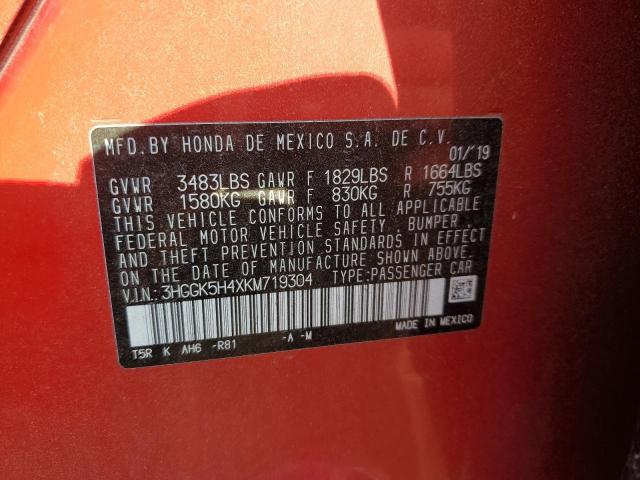 MFD.BY HONDA DE MEXICO S.A. DE C.V.
01/'19
GVWR 3483LBS GAWR F 1829LBS R 1664LBS
GVWR 1580KG GAWR F 830KG R 755KG
THIS VEHICLE CONFORMS TO ALL APPLICABLE
FEDERAL MOTOR VEHICLE SAFETY, BUMPER,
AND THEFT PREVENTION STANDARDS IN EFFECT
ON THE DATE OF MANUFACTURE SHOWN ABOVE.
V.I.N.:3HGGK5H4XKM719304 TYPE:PASSENGER CAR
MADE IN MEXICO
T5R K AH6 -R81 -A -M